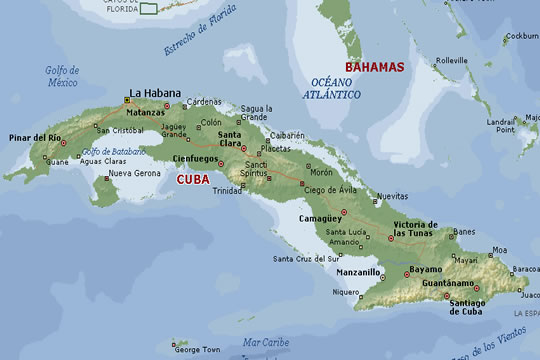 CAYOS DE
FLORIDA
Estrecho de Florida
Golfo de
México
BAHAMAS
OCÉANO
ATLÁNTICO
Rolleville
Cockburn
Landrail
Point
La Habana
Matanzas
Cárdenas
Sagua la
Grande
Colón
San Cristóbal
Jagüey
Grande
Pinar del Río
Golfo de Batabanó
Santa
Clara
Caibarién
Placetas
Guane
Aguas Claras
Cienfuegos
Nueva Gerona
CUBA
Sancti
Spíritus
Trinidad
Morón
Ciego de Ávila
Nuevitas
Camagüey
Santa Lucía
Amancio
Victoria de
las Tunas
Banes
Santa Cruz del Sur
Mayarí
Moa
Manzanillo
Bayamo
Baracoa
Guantánamo
Niquero
Santiago
de Cuba
Juaco
LA ESPA
Mar Caribe
George Town
de los Vientos